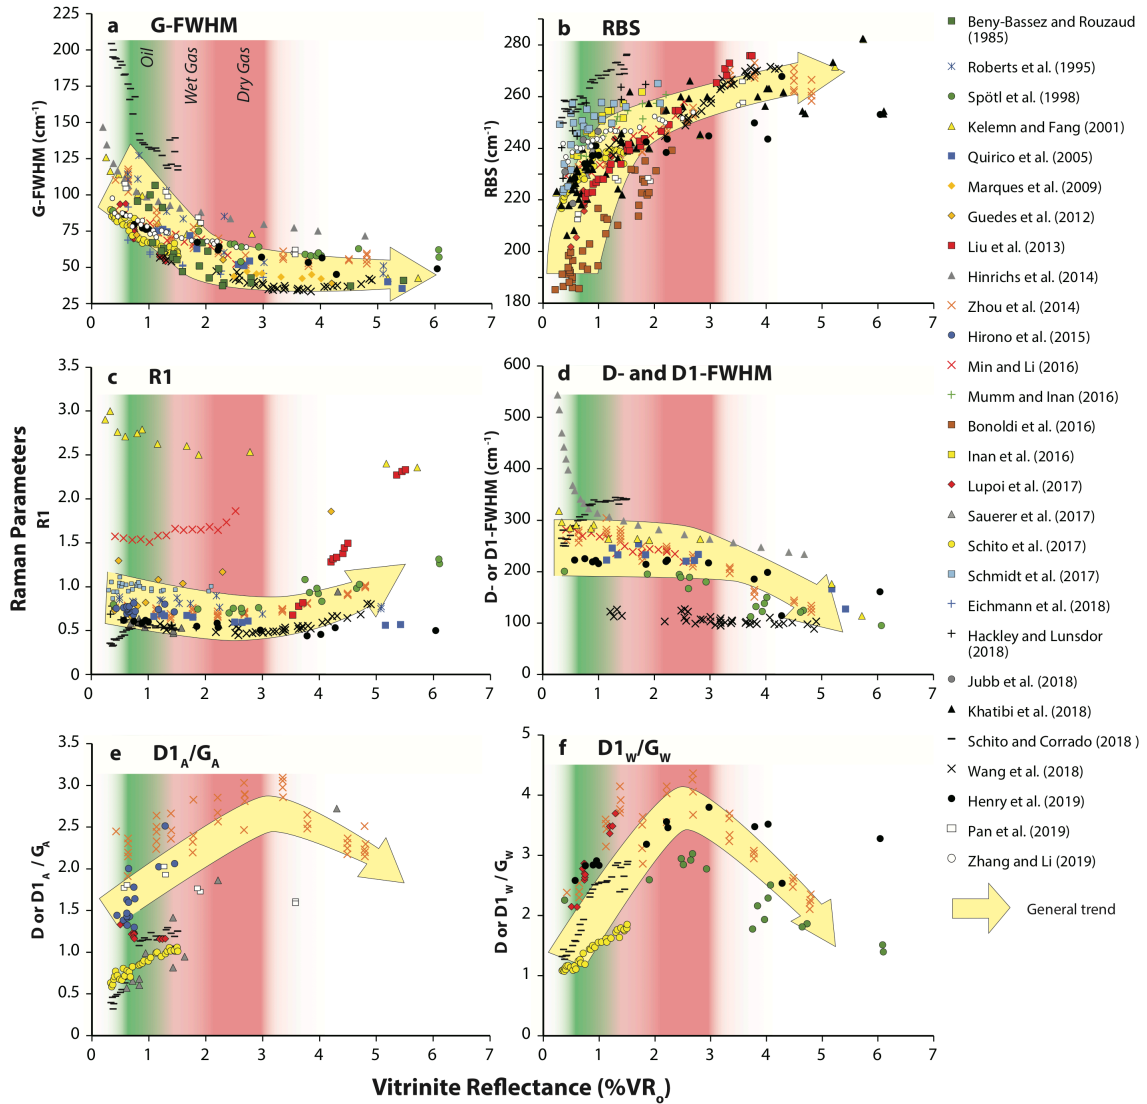 a G-FWHM
Oil
Wet Gas
Dry Gas
G-FWHM (cm⁻¹)
225
200
175
150
125
100
75
50
25
0 1 2 3 4 5 6 7
b RBS
RBS (cm⁻¹)
280
260
240
220
200
180
0 1 2 3 4 5 6 7
c R1
Raman Parameters
R1
3.5
3.0
2.5
2.0
1.5
1.0
0.5
0
0 1 2 3 4 5 6 7
d D- and D1-FWHM
D- or D1-FWHM (cm⁻¹)
600
500
400
300
200
100
0
0 1 2 3 4 5 6 7
e D1A/GA
D or D1A / GA
3.5
3.0
2.5
2.0
1.5
1.0
0.5
0
0 1 2 3 4 5 6 7
f D1W/GW
D or D1W / GW
5
4
3
2
1
0
0 1 2 3 4 5 6 7
Vitrinite Reflectance (%VRo)
Beny-Bassez and Rouzaud
(1985)
Roberts et al. (1995)
Spötl et al. (1998)
Kelemn and Fang (2001)
Quirico et al. (2005)
Marques et al. (2009)
Guedes et al. (2012)
Liu et al. (2013)
Hinrichs et al. (2014)
Zhou et al. (2014)
Hirono et al. (2015)
Min and Li (2016)
Mumm and Inan (2016)
Bonoldi et al. (2016)
Inan et al. (2016)
Lupoi et al. (2017)
Sauerer et al. (2017)
Schito et al. (2017)
Schmidt et al. (2017)
Eichmann et al. (2018)
Hackley and Lunsdor
(2018)
Jubb et al. (2018)
Khatibi et al. (2018)
Schito and Corrado (2018 )
Wang et al. (2018)
Henry et al. (2019)
Pan et al. (2019)
Zhang and Li (2019)
General trend